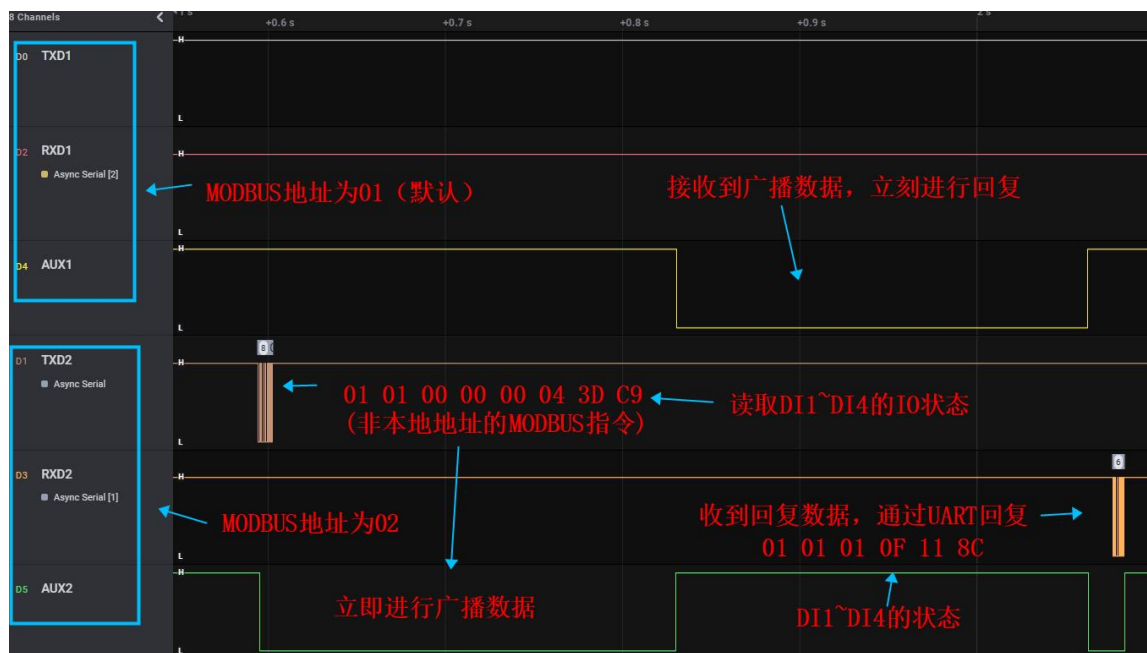 8 Channels
+0.6 s
+0.7 s
+0.8 s
+0.9 s
D0 TXD1
H
L
D2 RXD1
Async Serial [2]
H
L
MODBUS地址为01（默认）
接收到广播数据，立刻进行回复
D4 AUX1
H
L
D1 TXD2
Async Serial
H
L
8
01 01 00 00 00 04 3D C9
(非本地地址的MODBUS指令)
读取DI1~DI4的IO状态
D3 RXD2
Async Serial [1]
H
L
6
MODBUS地址为02
收到回复数据，通过UART回复
01 01 01 0F 11 8C
D5 AUX2
H
L
立即进行广播数据
DI1~DI4的状态